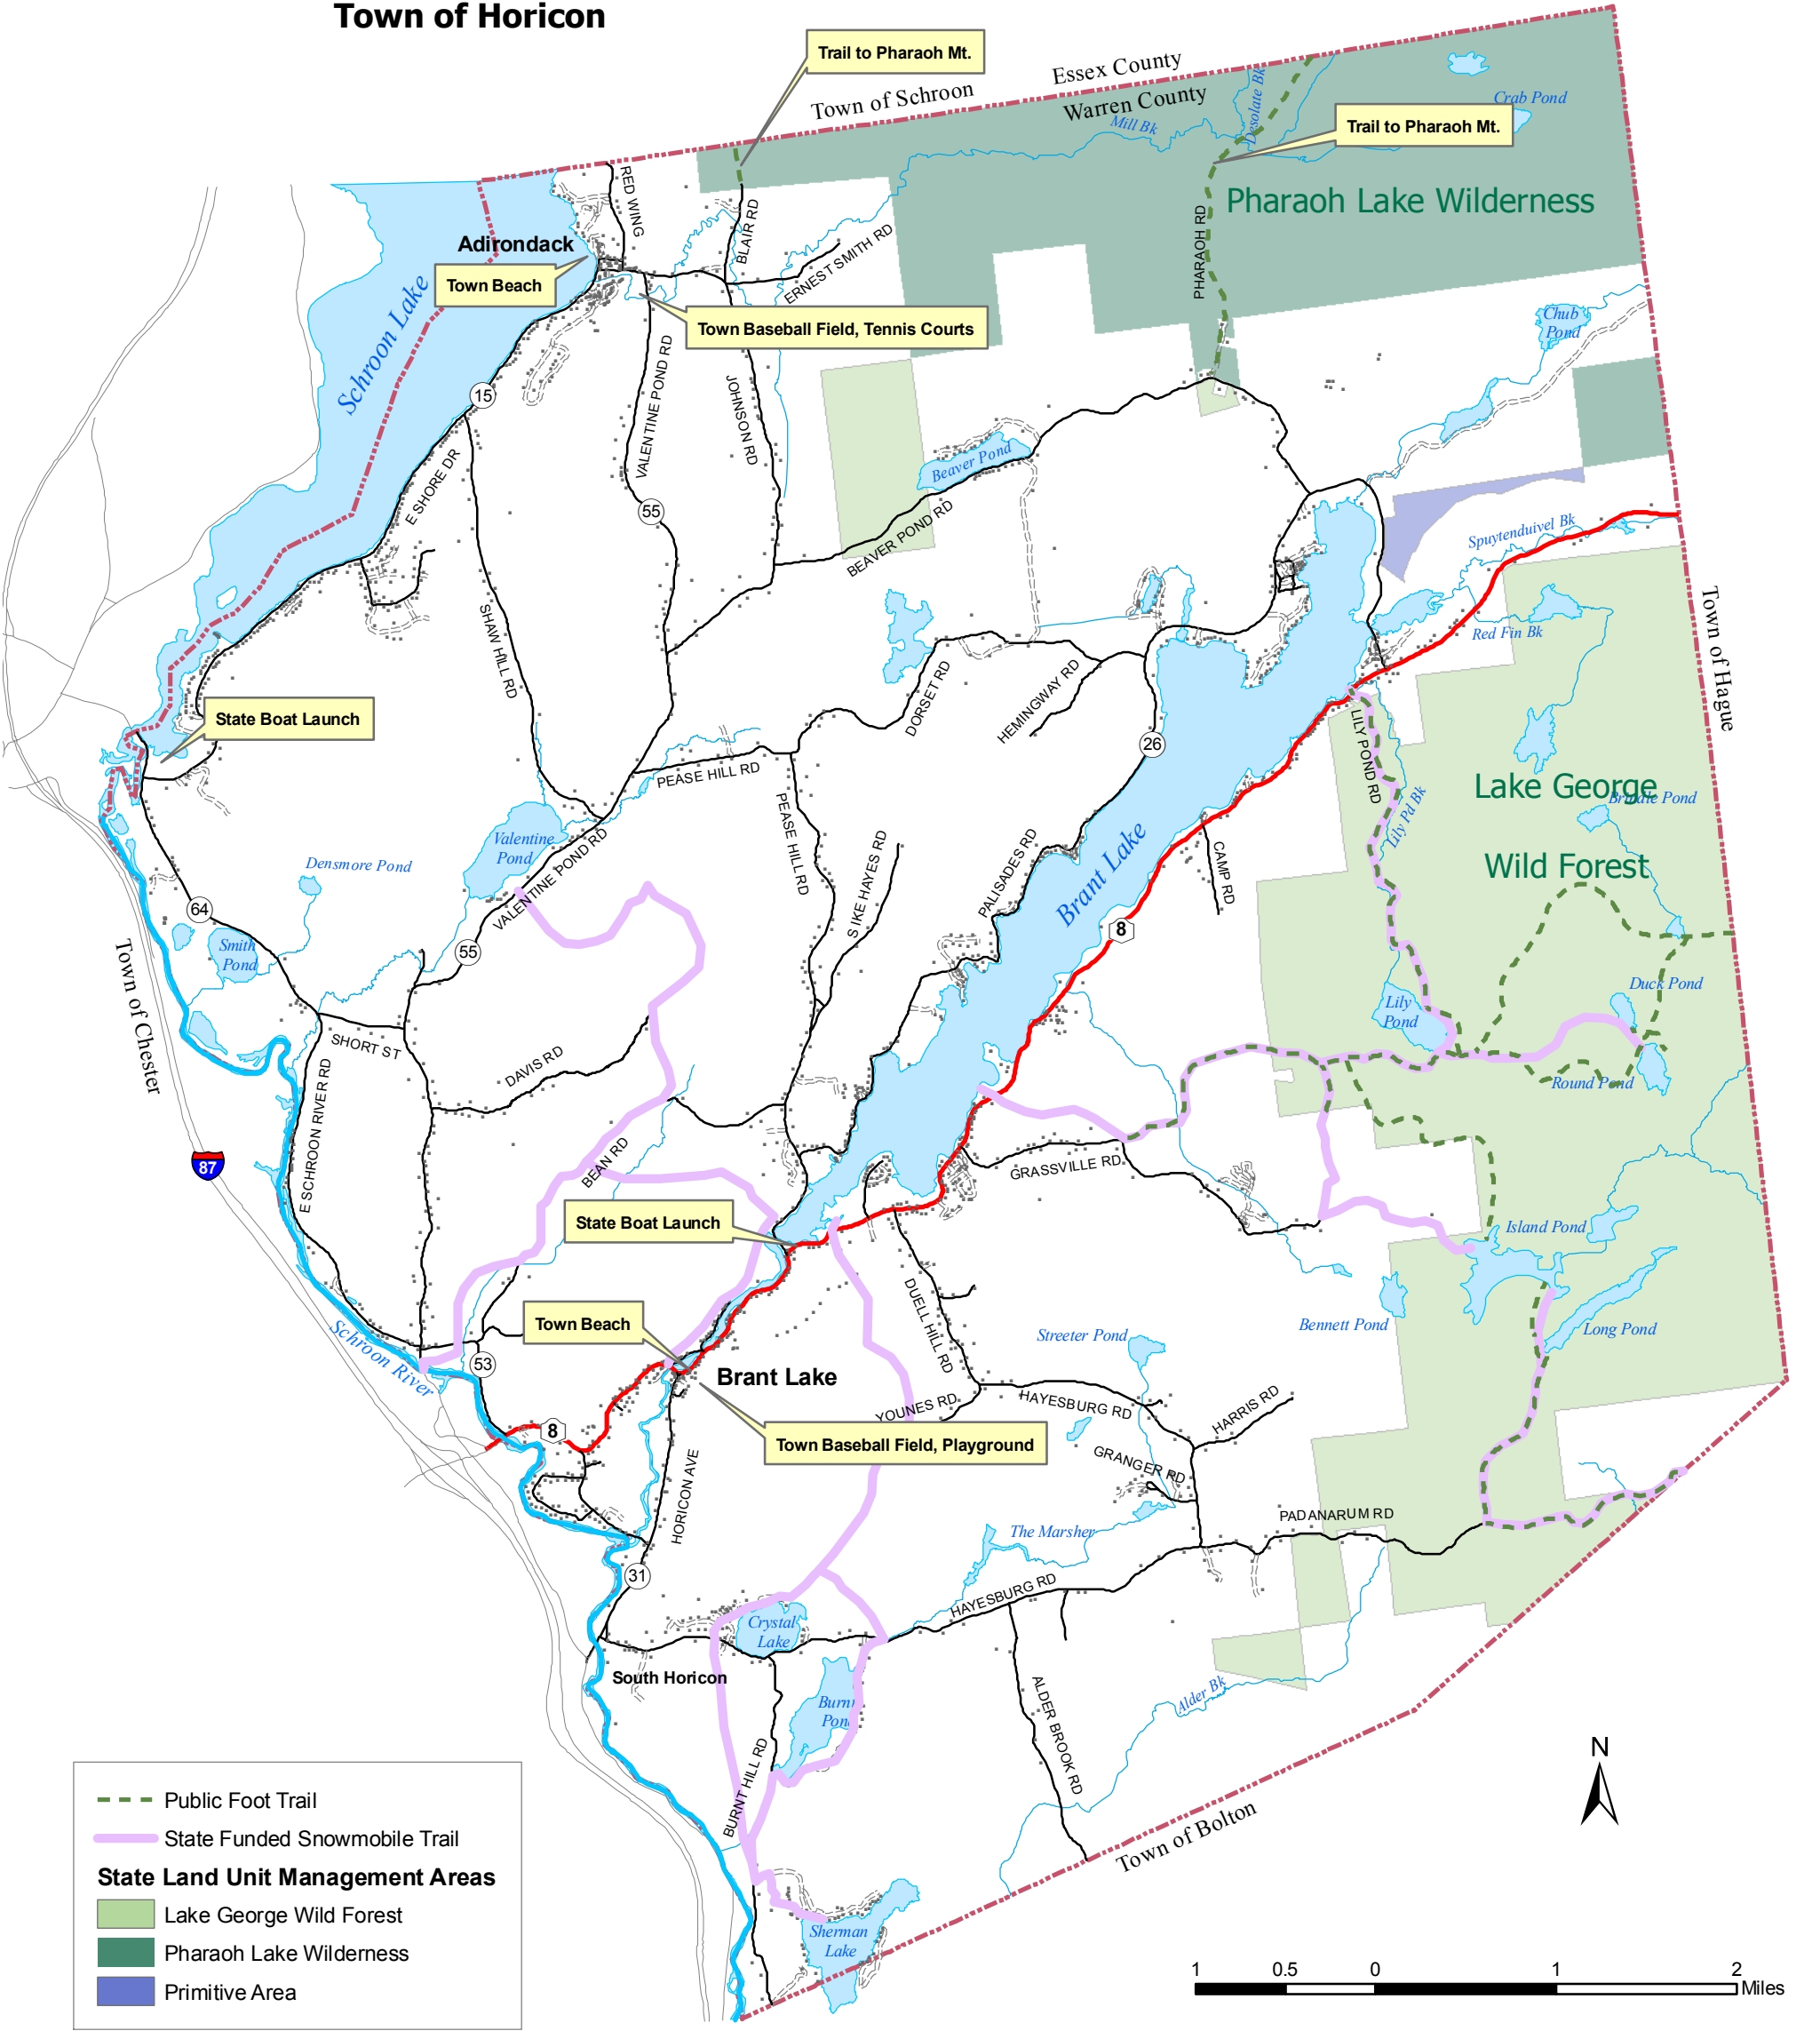 Town of Horicon
Trail to Pharaoh Mt.
Essex County
Town of Schroon
Warren County
Mill Bk
Desolate Bk
Crab Pond
Trail to Pharaoh Mt.
Pharaoh Lake Wilderness
RED WING
BLAIR RD
ERNEST SMITH RD
PHARAOH RD
Adirondack
Town Beach
Town Baseball Field, Tennis Courts
Schroon Lake
Chub
Pond
15
VALENTINE POND RD
JOHNSON RD
E SHORE DR
Beaver Pond
55
BEAVER POND RD
Spuytenduivel Bk
Red Fin Bk
Town of Hague
SHAW HILL RD
DORSET RD
HEMINGWAY RD
26
State Boat Launch
PEASE HILL RD
PEASE HILL RD
LILY POND RD
Lily Pd Bk
Lake George
Wild Forest
Brindle Pond
Valentine
Pond
VALENTINE POND RD
Densmore Pond
S IKE HAYES RD
PALISADES RD
Brant Lake
CAMP RD
8
64
55
Smith
Pond
Town of Chester
Duck Pond
Lily
Pond
Round Pond
SHORT ST
DAVIS RD
E SCHROON RIVER RD
87
BEAN RD
GRASSVILLE RD
State Boat Launch
Island Pond
Bennett Pond
Long Pond
DUELL HILL RD
Streeter Pond
Town Beach
Schroon River
53
Brant Lake
YOUNES RD
HAYESBURG RD
HARRIS RD
8
Town Baseball Field, Playground
GRANGER RD
HORICON AVE
PADANARUM RD
The Marsher
31
HAYESBURG RD
Crystal
Lake
South Horicon
Burnt
Pond
ALDER BROOK RD
Alder Bk
BURNT HILL RD
Town of Bolton
Sherman
Lake
N
Public Foot Trail
State Funded Snowmobile Trail
State Land Unit Management Areas
Lake George Wild Forest
Pharaoh Lake Wilderness
Primitive Area
1 0.5 0 1 2
Miles